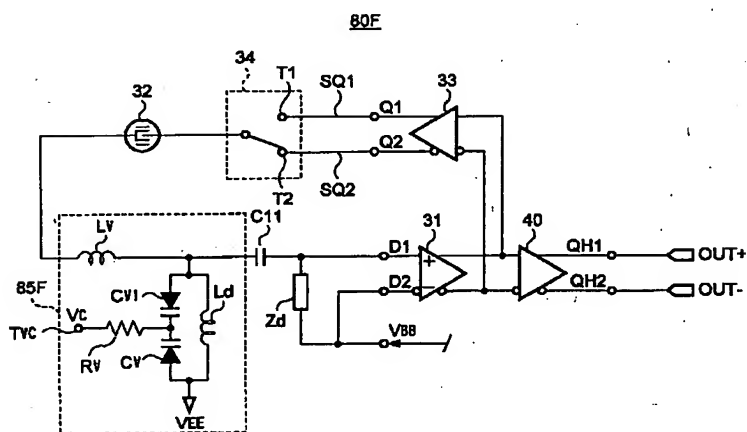 80F
34
T1
SQ1
Q1
33
32
Q2
T2
SQ2
C11
LV
D1
31
40
QH1
OUT+
85F
CV1
Ld
D2
QH2
OUT-
VC
Zd
TVC
VBB
RV
CV
VEE